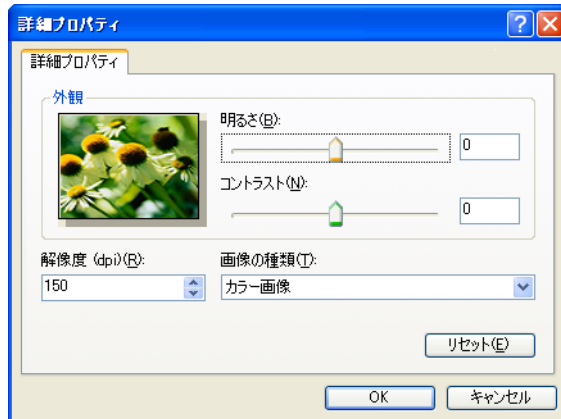 詳細プロパティ
詳細プロパティ
外観
明るさ(B):
0
コントラスト(N):
0
解像度 (dpi)(R):
画像の種類(T):
150
カラー画像
リセット(E)
OK
キャンセル